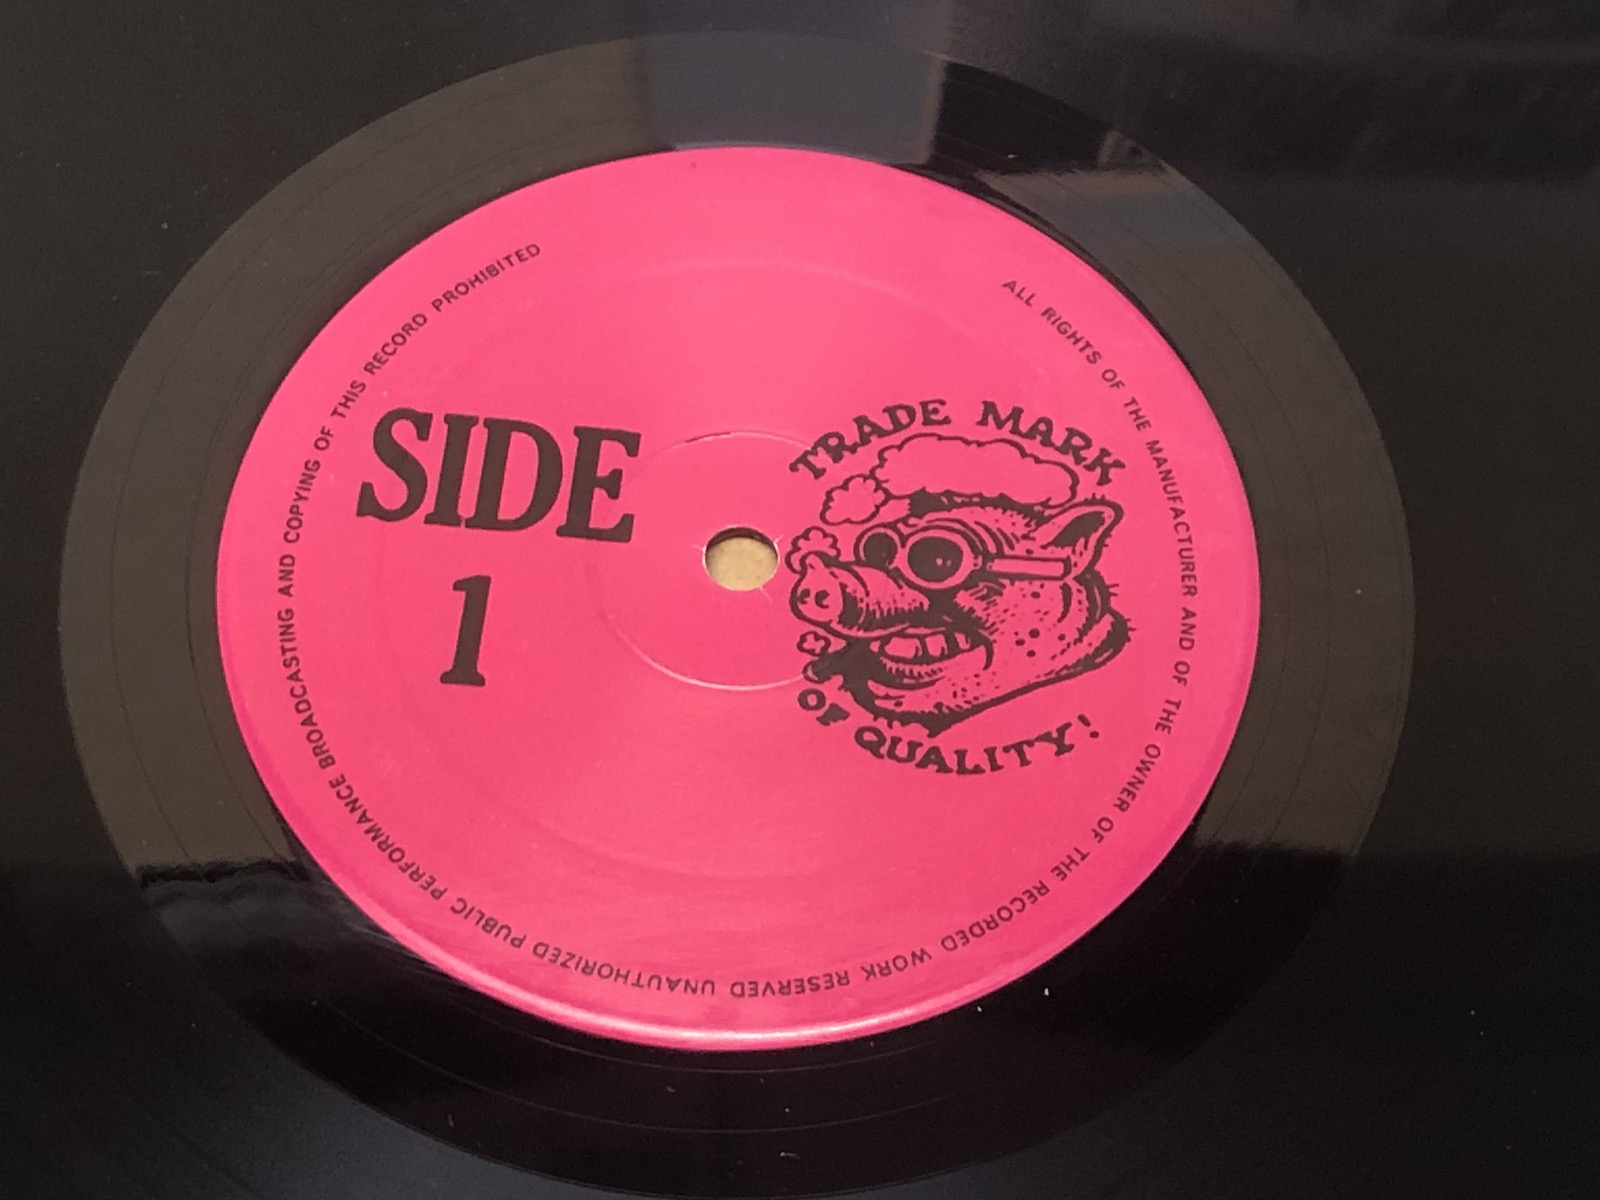 SIDE
1
TRADE MARK
OF QUALITY!
ALL RIGHTS OF THE MANUFACTURER AND OF THE OWNER OF THE RECORDED WORK RESERVED UNAUTHORIZED PUBLIC PERFORMANCE BROADCASTING AND COPYING OF THIS RECORD PROHIBITED